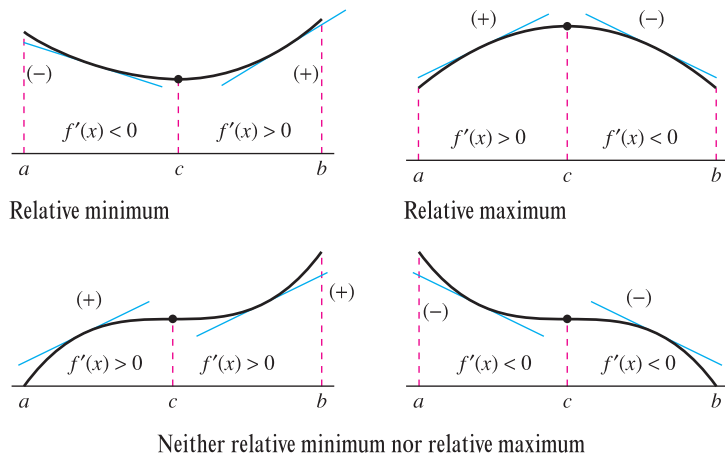 (−) (+) (+) (−)
f′(x) < 0 f′(x) > 0 f′(x) > 0 f′(x) < 0
a c b a c b
Relative minimum Relative maximum
(+) (+) (−) (−)
f′(x) > 0 f′(x) > 0 f′(x) < 0 f′(x) < 0
a c b a c b
Neither relative minimum nor relative maximum